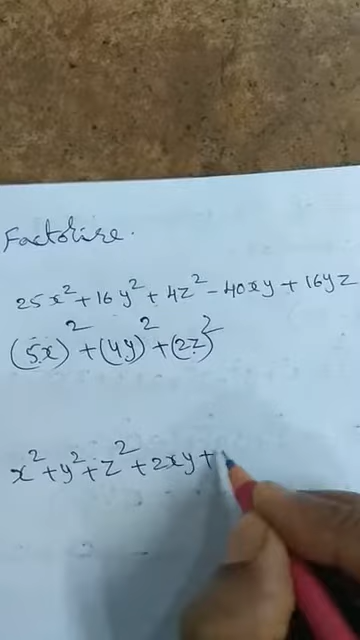 Factorise.
25x² + 16y² + 4z² - 40xy + 16yz
(5x)² + (4y)² + (2z)²
x² + y² + z² + 2xy +